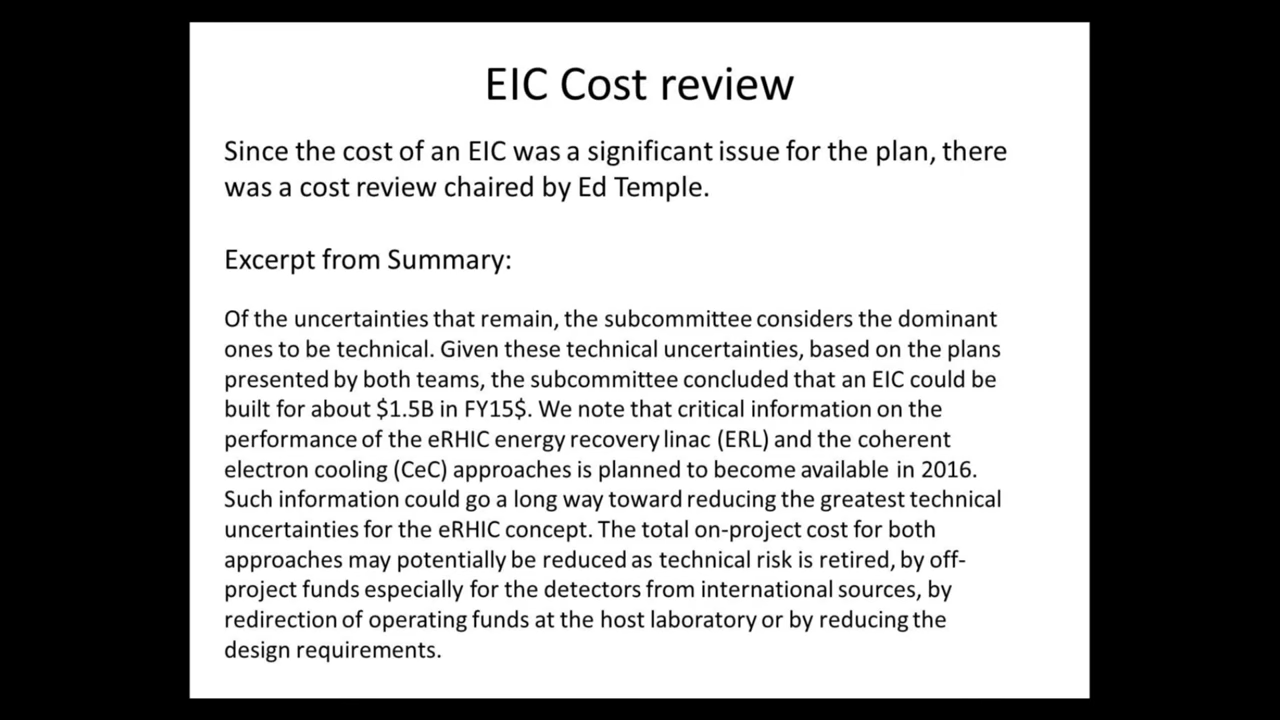 EIC Cost review
Since the cost of an EIC was a significant issue for the plan, there
was a cost review chaired by Ed Temple.
Excerpt from Summary:
Of the uncertainties that remain, the subcommittee considers the dominant
ones to be technical. Given these technical uncertainties, based on the plans
presented by both teams, the subcommittee concluded that an EIC could be
built for about $1.5B in FY15$. We note that critical information on the
performance of the eRHIC energy recovery linac (ERL) and the coherent
electron cooling (CeC) approaches is planned to become available in 2016.
Such information could go a long way toward reducing the greatest technical
uncertainties for the eRHIC concept. The total on-project cost for both
approaches may potentially be reduced as technical risk is retired, by off-
project funds especially for the detectors from international sources, by
redirection of operating funds at the host laboratory or by reducing the
design requirements.